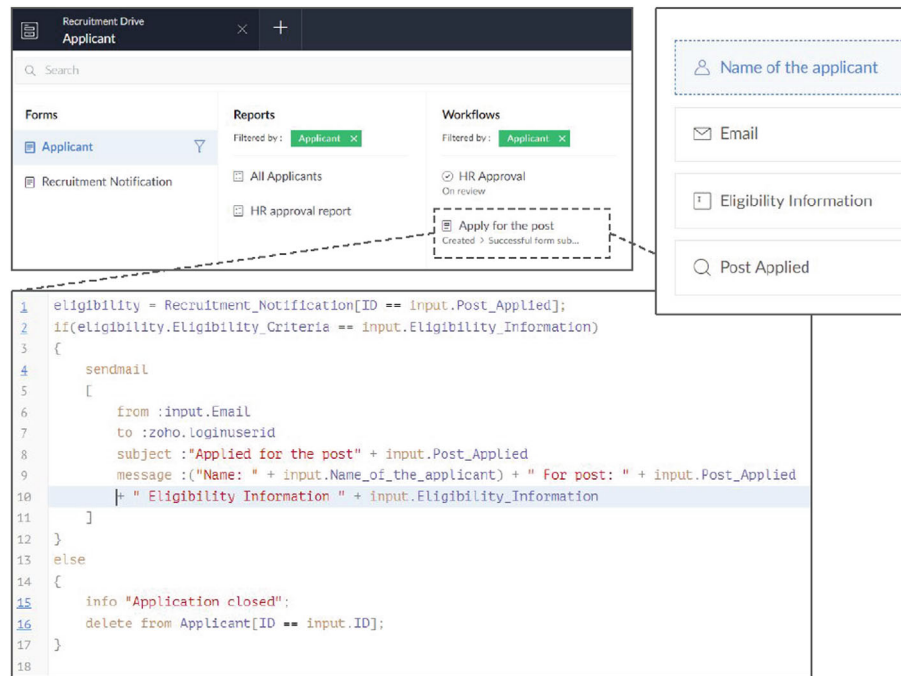 Recruitment Drive
Applicant
Search
Forms
Applicant
Recruitment Notification
Reports
Filtered by : Applicant ×
All Applicants
HR approval report
Workflows
Filtered by : Applicant ×
HR Approval
On review
Apply for the post
Created > Successful form sub...
Name of the applicant
Email
Eligibility Information
Post Applied
1 eligibility = Recruitment_Notification[ID == input.Post_Applied];
2 if(eligibility.Eligibility_Criteria == input.Eligibility_Information)
3 {
4 sendmail
5 [
6 from :input.Email
7 to :zoho.loginuserid
8 subject :"Applied for the post" + input.Post_Applied
9 message :("Name: " + input.Name_of_the_applicant) + " For post: " + input.Post_Applied
10 + " Eligibility Information " + input.Eligibility_Information
11 ]
12 }
13 else
14 {
15 info "Application closed";
16 delete from Applicant[ID == input.ID];
17 }
18